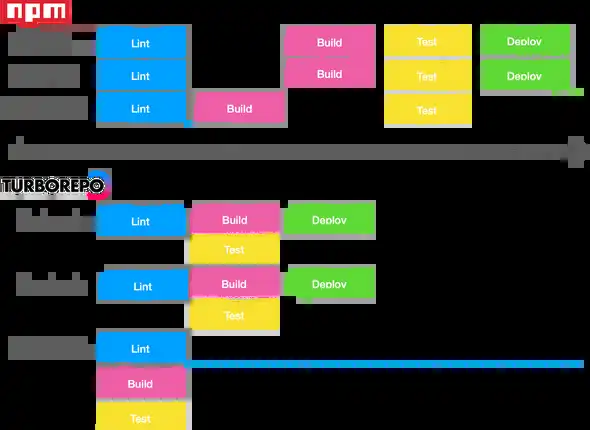 npm
Lint Build Test Deploy
Lint Build Test Deploy
Lint Build Test
TURBOREPO
Lint Build Deploy
Test
Lint Build Deploy
Test
Lint
Build
Test